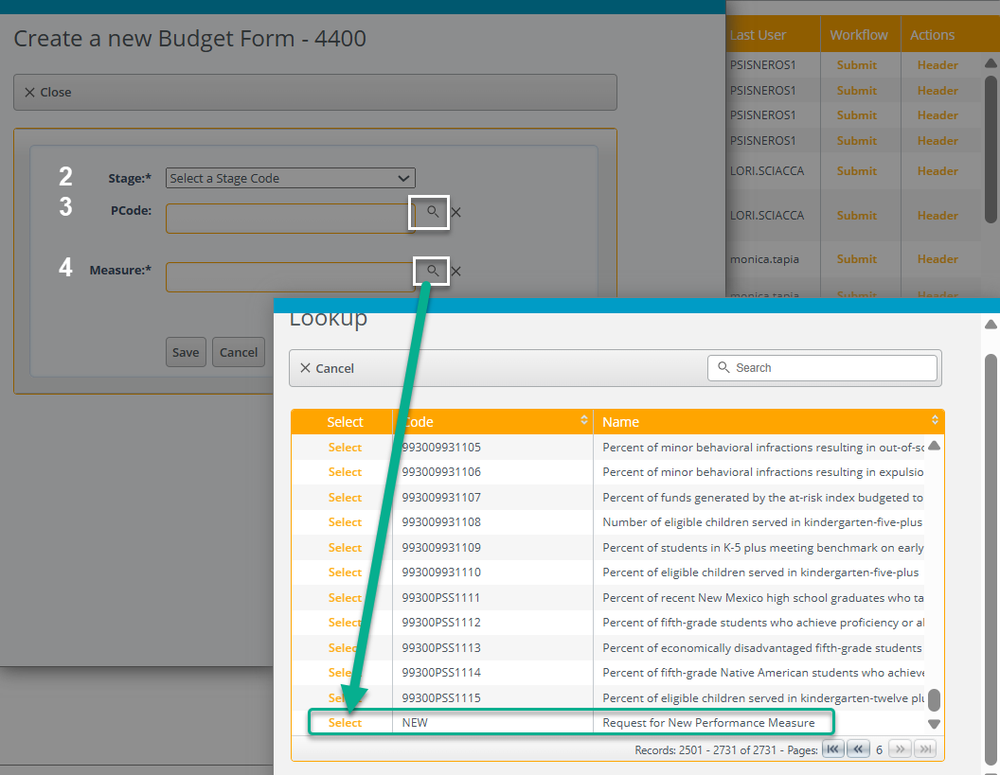 Create a new Budget Form - 4400
Close
2 Stage:* Select a Stage Code
3 PCode:
4 Measure:*
Save Cancel
Last User Workflow Actions
PSISNEROS1 Submit Header
PSISNEROS1 Submit Header
PSISNEROS1 Submit Header
PSISNEROS1 Submit Header
LORI.SCIACCA Submit Header
LORI.SCIACCA Submit Header
monica.tapia Submit Header
monica.tapia Submit Header
Lookup
Cancel Search
Select Code Name
Select 993009931105 Percent of minor behavioral infractions resulting in out-of-sc
Select 993009931106 Percent of minor behavioral infractions resulting in expulsio
Select 993009931107 Percent of funds generated by the at-risk index budgeted to
Select 993009931108 Number of eligible children served in kindergarten-five-plus
Select 993009931109 Percent of students in K-5 plus meeting benchmark on early
Select 993009931110 Percent of eligible children served in kindergarten-five-plus
Select 99300PSS1111 Percent of recent New Mexico high school graduates who ta
Select 99300PSS1112 Percent of fifth-grade students who achieve proficiency or al
Select 99300PSS1113 Percent of economically disadvantaged fifth-grade students
Select 99300PSS1114 Percent of fifth-grade Native American students who achieve
Select 99300PSS1115 Percent of eligible children served in kindergarten-twelve plu
Select NEW Request for New Performance Measure
Records: 2501 - 2731 of 2731 - Pages: 6